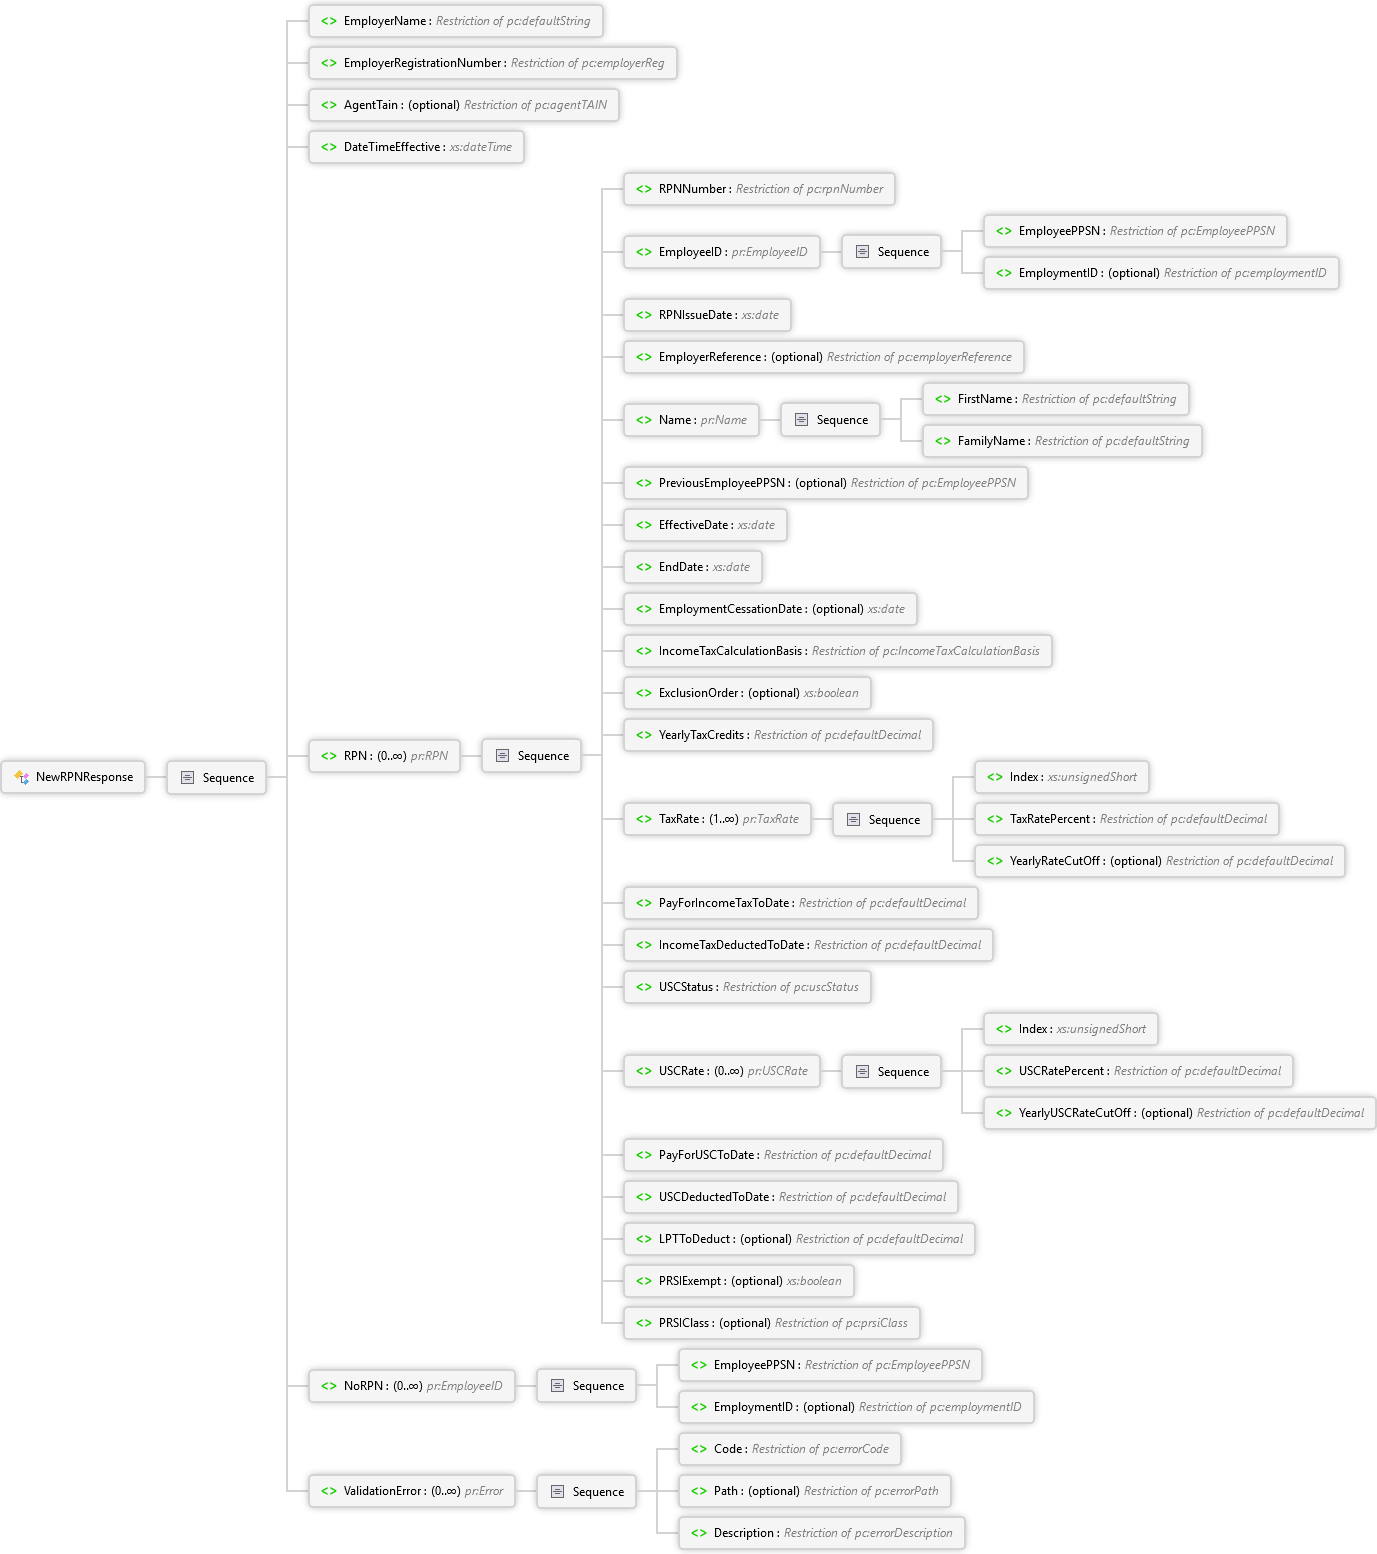 EmployerName : Restriction of pc:defaultString
EmployerRegistrationNumber : Restriction of pc:employerReg
AgentTain : (optional) Restriction of pc:agentTAIN
DateTimeEffective : xs:dateTime
RPNNumber : Restriction of pc:rpnNumber
EmployeePPSN : Restriction of pc:EmployeePPSN
EmployeeID : pr:EmployeeID Sequence
EmploymentID : (optional) Restriction of pc:employmentID
RPNIssueDate : xs:date
EmployerReference : (optional) Restriction of pc:employerReference
FirstName : Restriction of pc:defaultString
Name : pr:Name Sequence
FamilyName : Restriction of pc:defaultString
PreviousEmployeePPSN : (optional) Restriction of pc:EmployeePPSN
EffectiveDate : xs:date
EndDate : xs:date
EmploymentCessationDate : (optional) xs:date
IncomeTaxCalculationBasis : Restriction of pc:IncomeTaxCalculationBasis
ExclusionOrder : (optional) xs:boolean
YearlyTaxCredits : Restriction of pc:defaultDecimal
RPN : (0..∞) pr:RPN Sequence
NewRPNResponse Sequence
Index : xs:unsignedShort
TaxRate : (1..∞) pr:TaxRate Sequence
TaxRatePercent : Restriction of pc:defaultDecimal
YearlyRateCutOff : (optional) Restriction of pc:defaultDecimal
PayForIncomeTaxToDate : Restriction of pc:defaultDecimal
IncomeTaxDeductedToDate : Restriction of pc:defaultDecimal
USCStatus : Restriction of pc:uscStatus
Index : xs:unsignedShort
USCRate : (0..∞) pr:USCRate Sequence
USCRatePercent : Restriction of pc:defaultDecimal
YearlyUSCRateCutOff : (optional) Restriction of pc:defaultDecimal
PayForUSCToDate : Restriction of pc:defaultDecimal
USCDeductedToDate : Restriction of pc:defaultDecimal
LPTToDeduct : (optional) Restriction of pc:defaultDecimal
PRSIExempt : (optional) xs:boolean
PRSIClass : (optional) Restriction of pc:prsiClass
EmployeePPSN : Restriction of pc:EmployeePPSN
NoRPN : (0..∞) pr:EmployeeID Sequence
EmploymentID : (optional) Restriction of pc:employmentID
Code : Restriction of pc:errorCode
ValidationError : (0..∞) pr:Error Sequence
Path : (optional) Restriction of pc:errorPath
Description : Restriction of pc:errorDescription